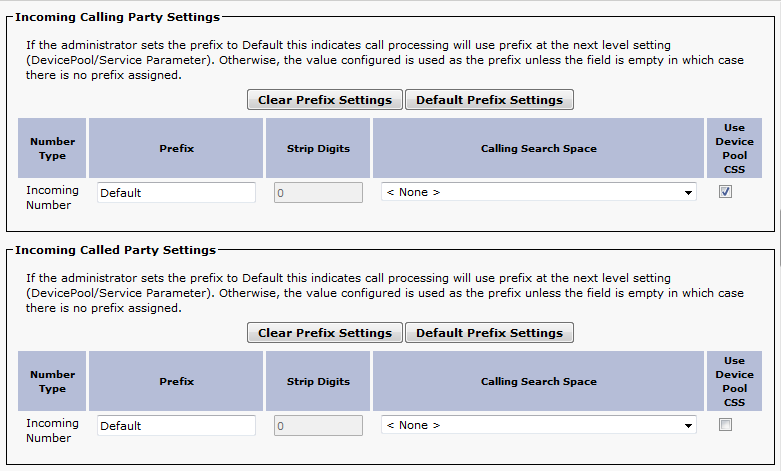 Incoming Calling Party Settings
If the administrator sets the prefix to Default this indicates call processing will use prefix at the next level setting
(DevicePool/Service Parameter). Otherwise, the value configured is used as the prefix unless the field is empty in which case
there is no prefix assigned.
Clear Prefix Settings Default Prefix Settings
Number Type Prefix Strip Digits Calling Search Space Use Device Pool CSS
Incoming Number Default 0 < None >
Incoming Called Party Settings
If the administrator sets the prefix to Default this indicates call processing will use prefix at the next level setting
(DevicePool/Service Parameter). Otherwise, the value configured is used as the prefix unless the field is empty in which case
there is no prefix assigned.
Clear Prefix Settings Default Prefix Settings
Number Type Prefix Strip Digits Calling Search Space Use Device Pool CSS
Incoming Number Default 0 < None >